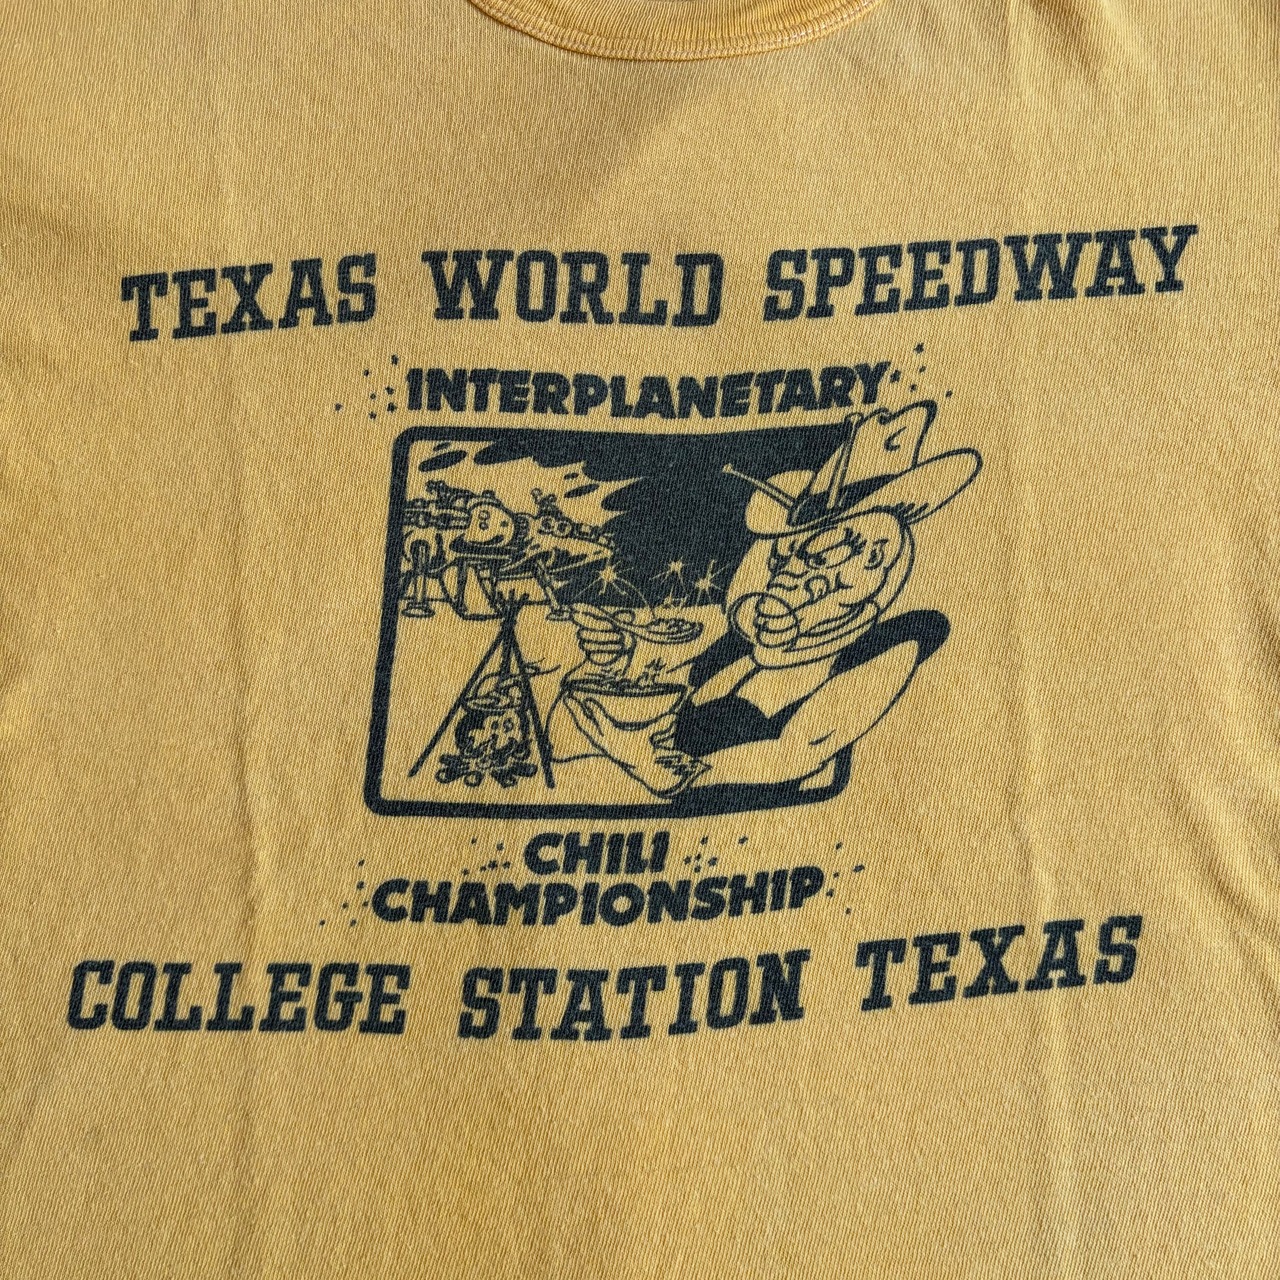 TEXAS WORLD SPEEDWAY
INTERPLANETARY
CHILI
CHAMPIONSHIP
COLLEGE STATION TEXAS